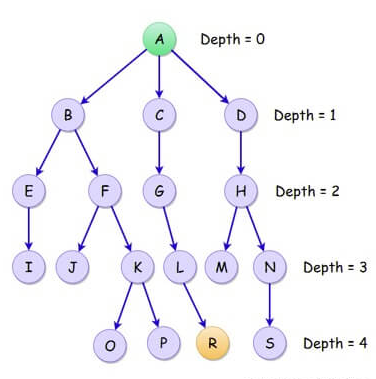 A Depth = 0
B C D Depth = 1
E F G H Depth = 2
I J K L M N Depth = 3
O P R S Depth = 4